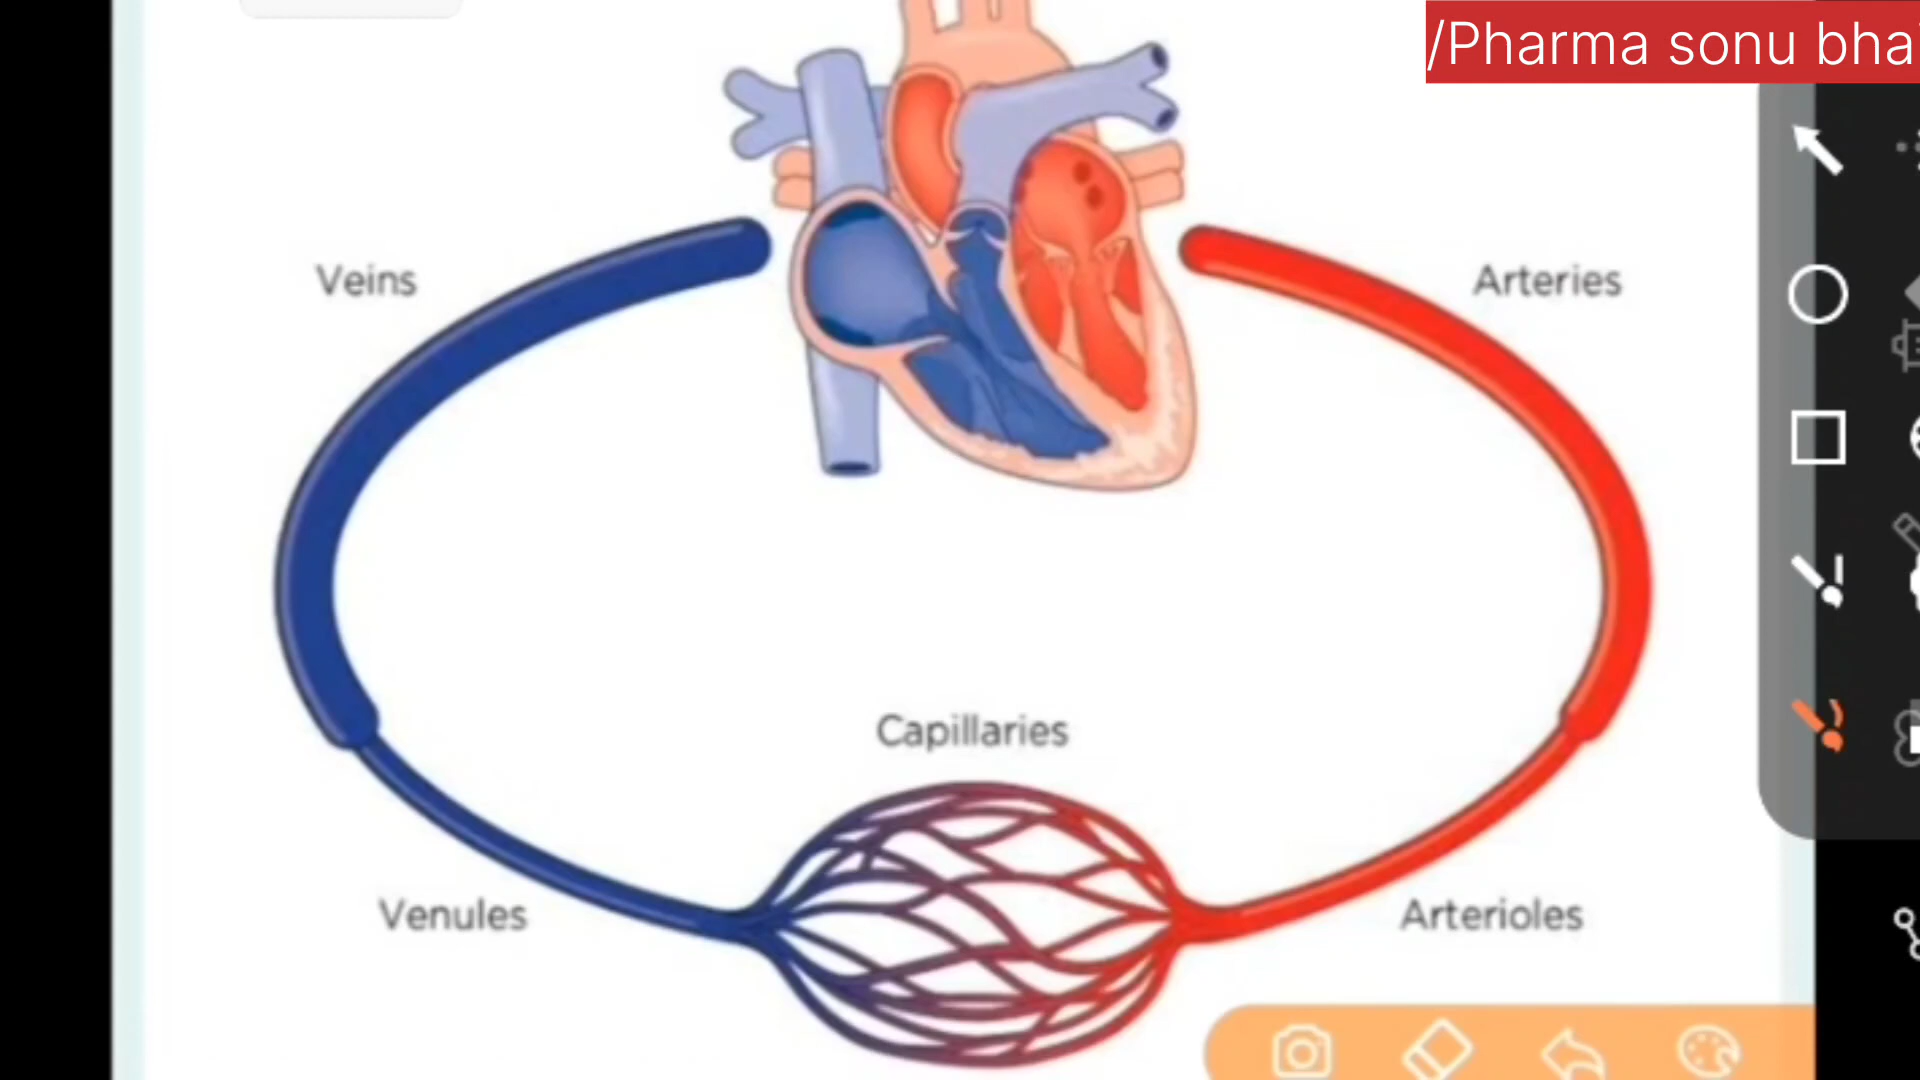 /Pharma sonu bha
Veins
Arteries
Capillaries
Venules
Arterioles